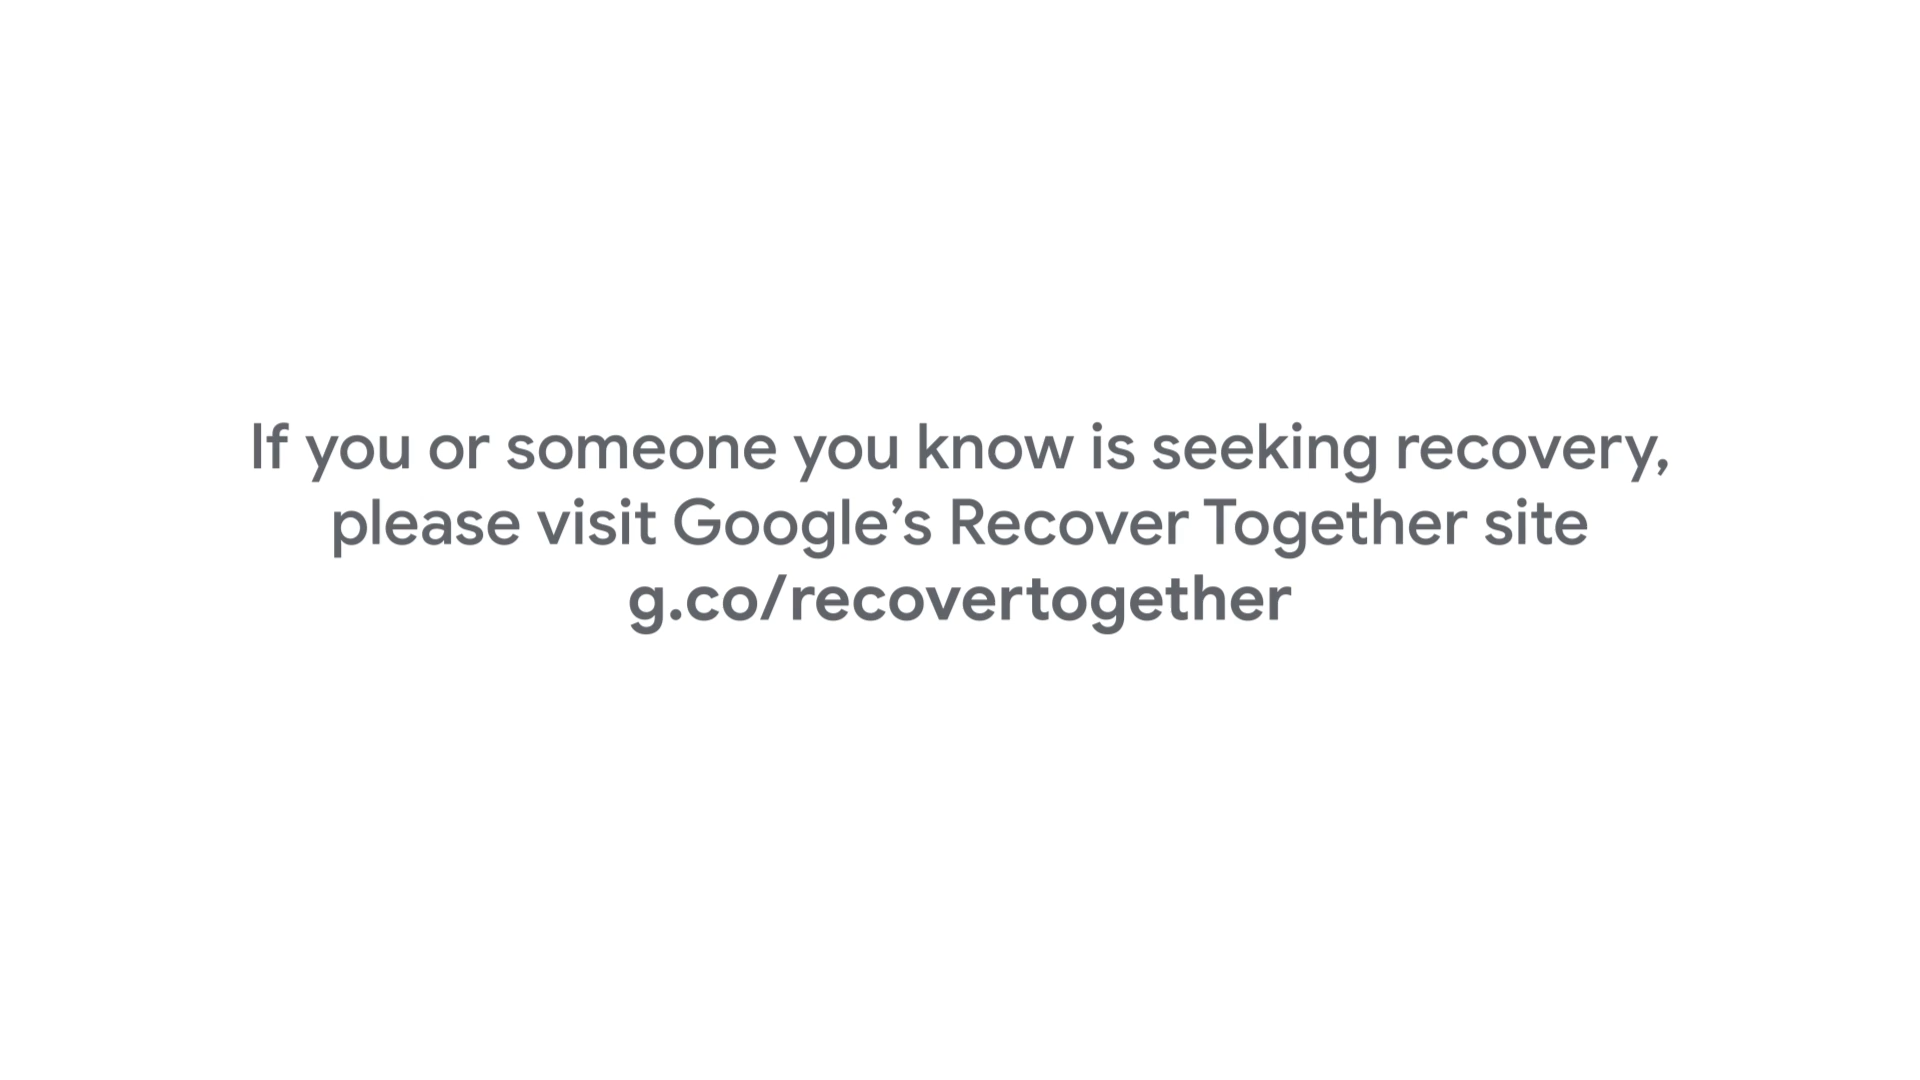 If you or someone you know is seeking recovery,
please visit Google’s Recover Together site
g.co/recovertogether